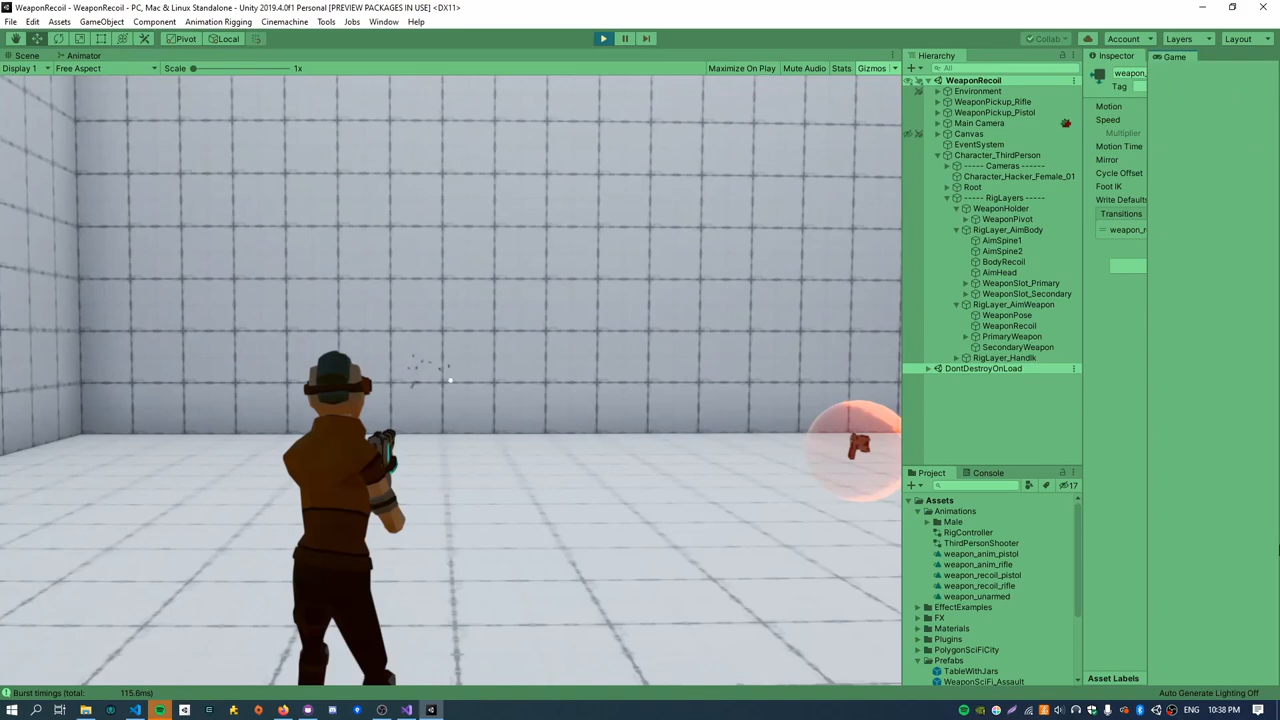 WeaponRecoil - WeaponRecoil - PC, Mac & Linux Standalone - Unity 2019.4.0f1 Personal [PREVIEW PACKAGES IN USE] <DX11>
File Edit Assets GameObject Component Animation Rigging Cinemachine Tools Jobs Window Help
Pivot Local Collab Account Layers Layout
Scene Animator Hierarchy Inspector Game
Display 1 Free Aspect Scale 1x Maximize On Play Mute Audio Stats Gizmos All
WeaponRecoil
Environment
WeaponPickup_Rifle
WeaponPickup_Pistol
Main Camera
Canvas
EventSystem
Character_ThirdPerson
----- Cameras ------
Character_Hacker_Female_01
Root
----- RigLayers -----
WeaponHolder
WeaponPivot
RigLayer_AimBody
AimSpine1
AimSpine2
BodyRecoil
AimHead
WeaponSlot_Primary
WeaponSlot_Secondary
RigLayer_AimWeapon
WeaponPose
WeaponRecoil
PrimaryWeapon
SecondaryWeapon
RigLayer_HandIk
DontDestroyOnLoad
weapon_
Tag
Motion
Speed
Multiplier
Motion Time
Mirror
Cycle Offset
Foot IK
Write Defaults
Transitions
weapon_r
Project Console
17
Assets
Animations
Male
RigController
ThirdPersonShooter
weapon_anim_pistol
weapon_anim_rifle
weapon_recoil_pistol
weapon_recoil_rifle
weapon_unarmed
EffectExamples
FX
Materials
Plugins
PolygonSciFiCity
Prefabs
TableWithJars
WeaponSciFi_Assault
Asset Labels
Burst timings (total: 115.6ms)
Auto Generate Lighting Off
ENG 10:38 PM